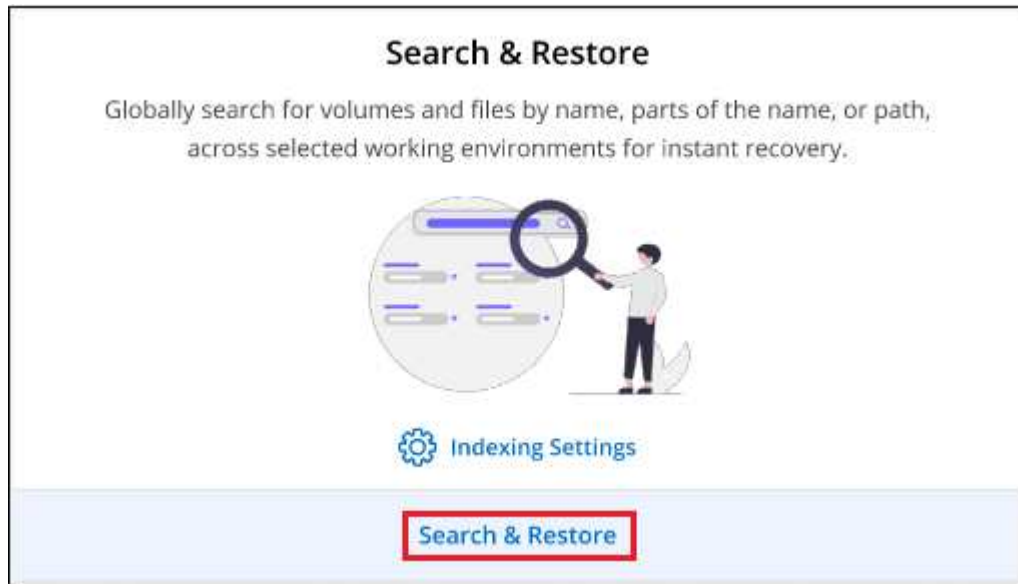 Search & Restore
Globally search for volumes and files by name, parts of the name, or path,
across selected working environments for instant recovery.
Indexing Settings
Search & Restore